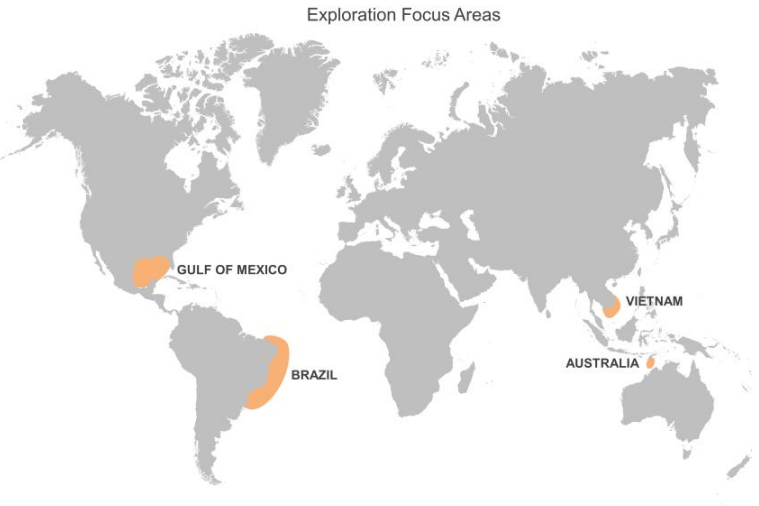 Exploration Focus Areas
GULF OF MEXICO
VIETNAM
AUSTRALIA
BRAZIL